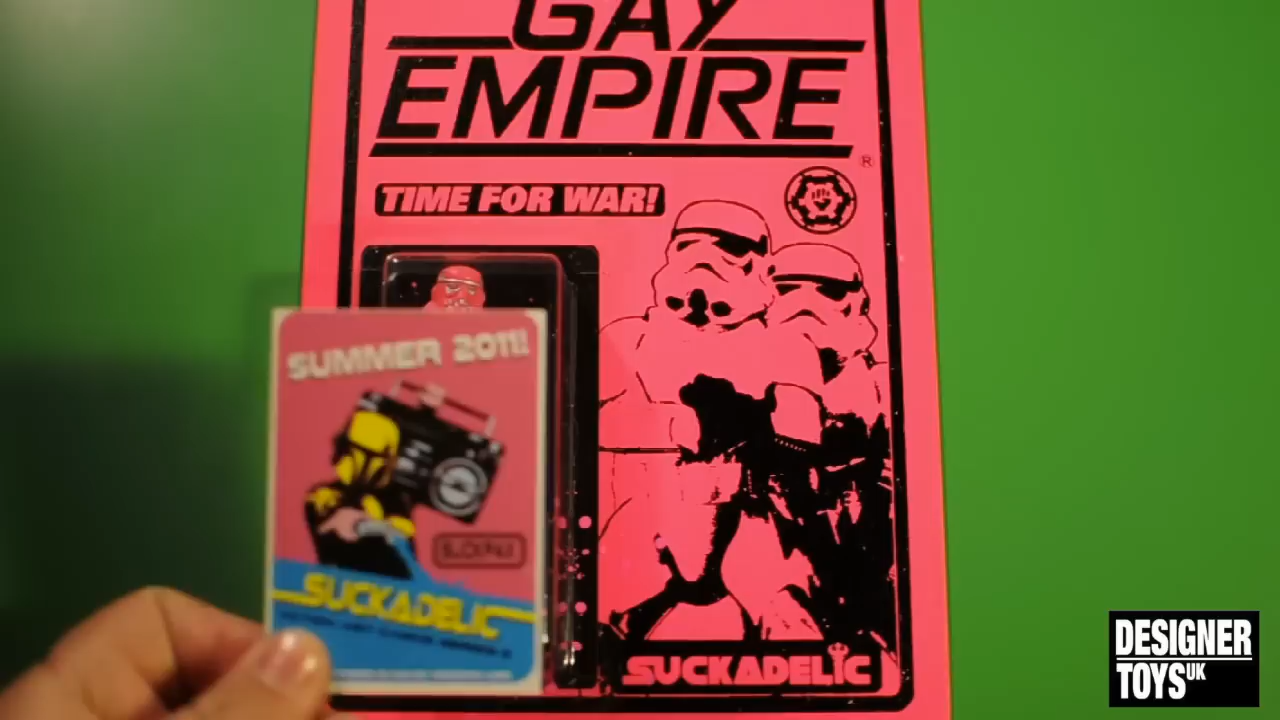 GAY
EMPIRE
®
TIME FOR WAR!
SUMMER 2011!
SUCKADELIC
SUCKADELIC
DESIGNER
TOYS UK